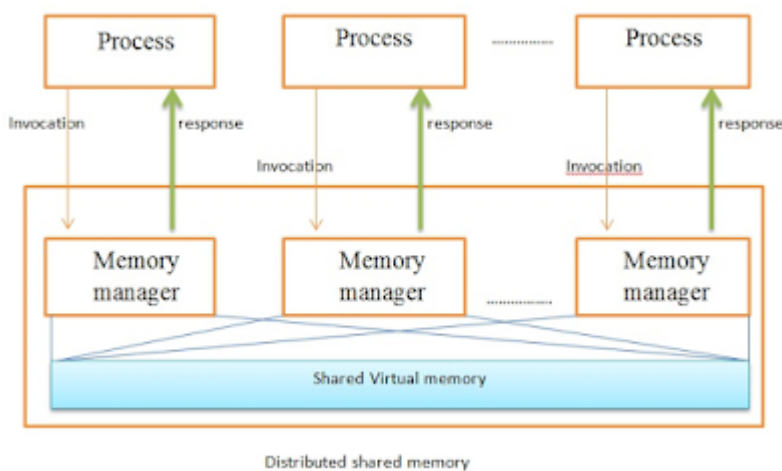 Process
Process
Process
Invocation
response
Invocation
response
Invocation
response
Memory
manager
Memory
manager
Memory
manager
Shared Virtual memory
Distributed shared memory